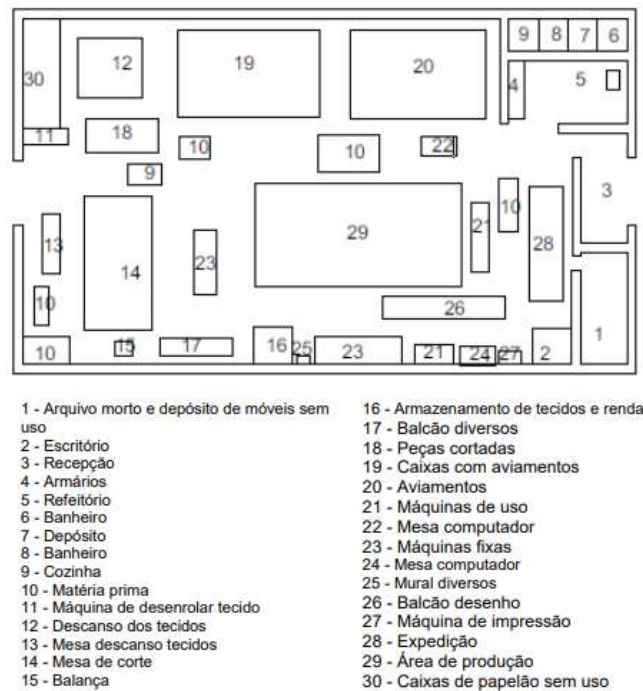 9 8 7 6
30 12 19 20 4 5
11 18 10 10 22
9 10 3
13 14 23 29 21 28
10 26
10 15 17 16 25 23 21 24 27 2 1
1 - Arquivo morto e depósito de móveis sem
uso
2 - Escritório
3 - Recepção
4 - Armários
5 - Refeitório
6 - Banheiro
7 - Depósito
8 - Banheiro
9 - Cozinha
10 - Matéria prima
11 - Máquina de desenrolar tecido
12 - Descanso dos tecidos
13 - Mesa descanso tecidos
14 - Mesa de corte
15 - Balança
16 - Armazenamento de tecidos e renda
17 - Balcão diversos
18 - Peças cortadas
19 - Caixas com aviamentos
20 - Aviamentos
21 - Máquinas de uso
22 - Mesa computador
23 - Máquinas fixas
24 - Mesa computador
25 - Mural diversos
26 - Balcão desenho
27 - Máquina de impressão
28 - Expedição
29 - Área de produção
30 - Caixas de papelão sem uso